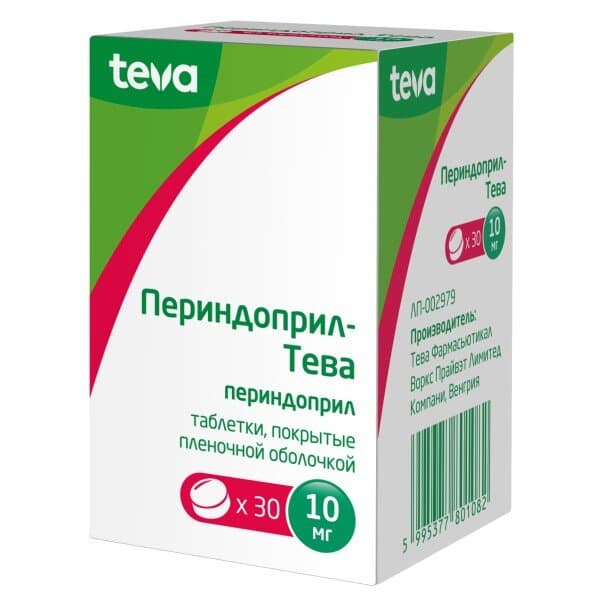 teva
Периндоприл-
Тева
периндоприл
таблетки, покрытые
пленочной оболочкой
x 30
10
мг
teva
Периндоприл-
Тева
x 30
10
мг
ЛП-002979
Производитель:
Тева Фармасьютикал
Воркс Прайвэт Лимитед
Компани, Венгрия
5 995377 801082